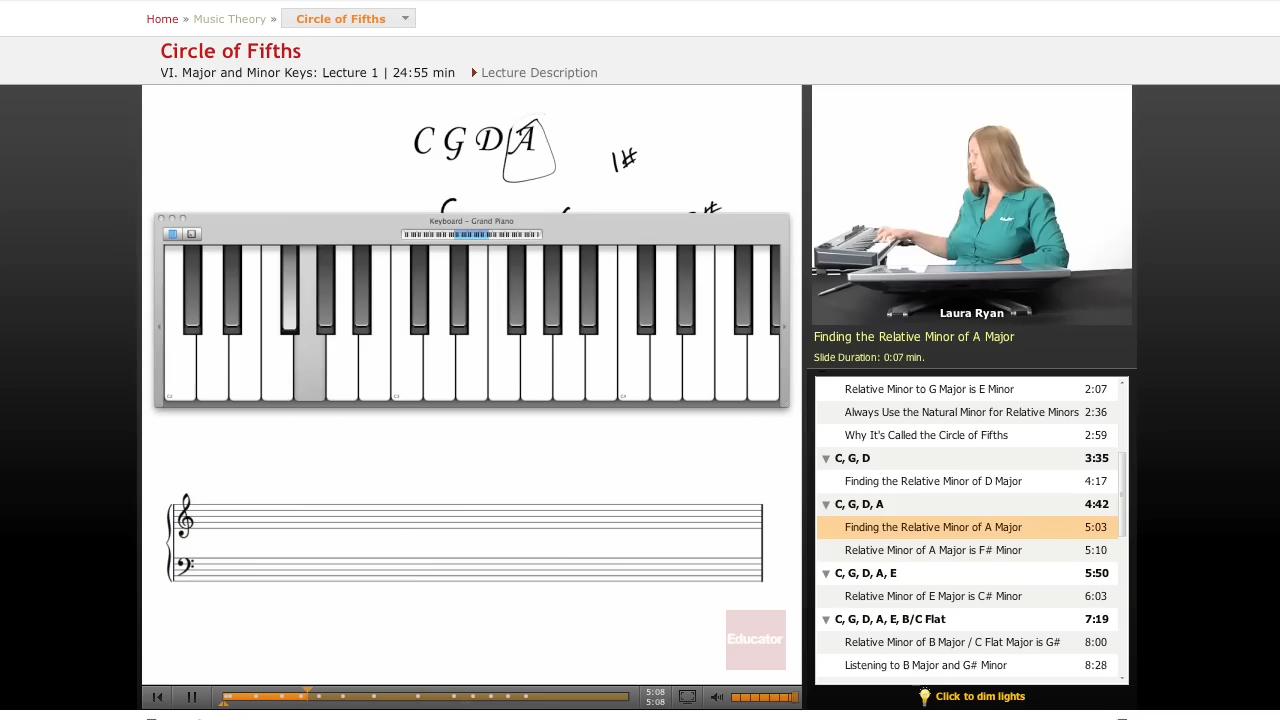 Home » Music Theory » Circle of Fifths
Circle of Fifths
VI. Major and Minor Keys: Lecture 1 | 24:55 min Lecture Description
C G D A
1#
#
Keyboard - Grand Piano
C2 C3 C4
Educator
5:08
5:08
Laura Ryan
Finding the Relative Minor of A Major
Slide Duration: 0:07 min.
Relative Minor to G Major is E Minor 2:07
Always Use the Natural Minor for Relative Minors 2:36
Why It's Called the Circle of Fifths 2:59
C, G, D 3:35
Finding the Relative Minor of D Major 4:17
C, G, D, A 4:42
Finding the Relative Minor of A Major 5:03
Relative Minor of A Major is F# Minor 5:10
C, G, D, A, E 5:50
Relative Minor of E Major is C# Minor 6:03
C, G, D, A, E, B/C Flat 7:19
Relative Minor of B Major / C Flat Major is G# 8:00
Listening to B Major and G# Minor 8:28
Click to dim lights